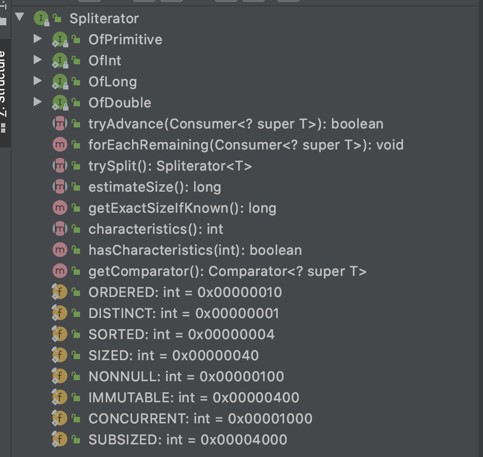 Spliterator
OfPrimitive
OfInt
OfLong
OfDouble
tryAdvance(Consumer<? super T>): boolean
forEachRemaining(Consumer<? super T>): void
trySplit(): Spliterator<T>
estimateSize(): long
getExactSizeIfKnown(): long
characteristics(): int
hasCharacteristics(int): boolean
getComparator(): Comparator<? super T>
ORDERED: int = 0x00000010
DISTINCT: int = 0x00000001
SORTED: int = 0x00000004
SIZED: int = 0x00000040
NONNULL: int = 0x00000100
IMMUTABLE: int = 0x00000400
CONCURRENT: int = 0x00001000
SUBSIZED: int = 0x00004000
Z: Structure